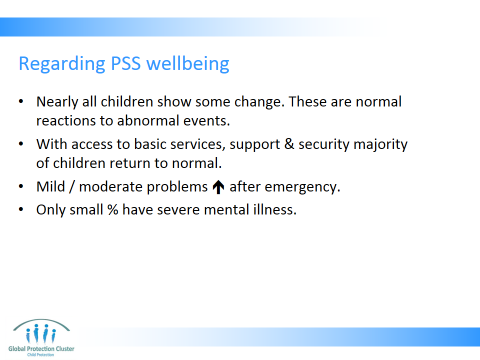 Regarding PSS wellbeing
• Nearly all children show some change. These are normal
reactions to abnormal events.
• With access to basic services, support & security majority
of children return to normal.
• Mild / moderate problems 🡅 after emergency.
• Only small % have severe mental illness.
Global Protection Cluster
Child Protection